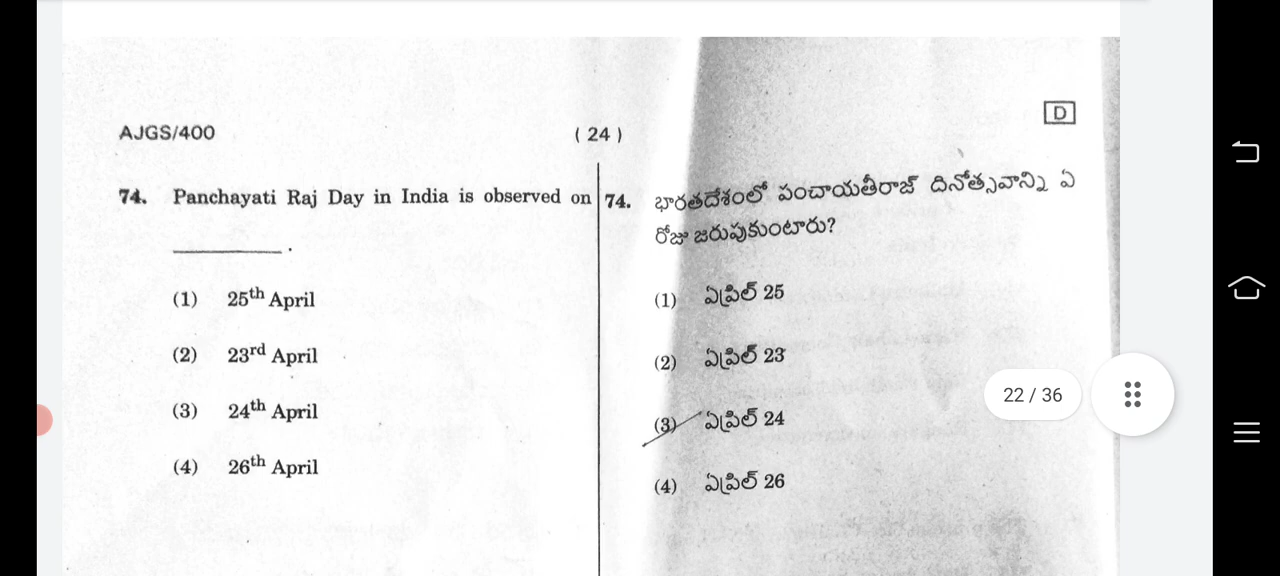 D
AJGS/400
( 24 )
74. Panchayati Raj Day in India is observed on
__________ .
(1) 25th April
(2) 23rd April
(3) 24th April
(4) 26th April
74. భారతదేశంలో పంచాయతీరాజ్ దినోత్సవాన్ని ఏ
రోజు జరుపుకుంటారు?
(1) ఏప్రిల్ 25
(2) ఏప్రిల్ 23
(3) ఏప్రిల్ 24
(4) ఏప్రిల్ 26
22 / 36